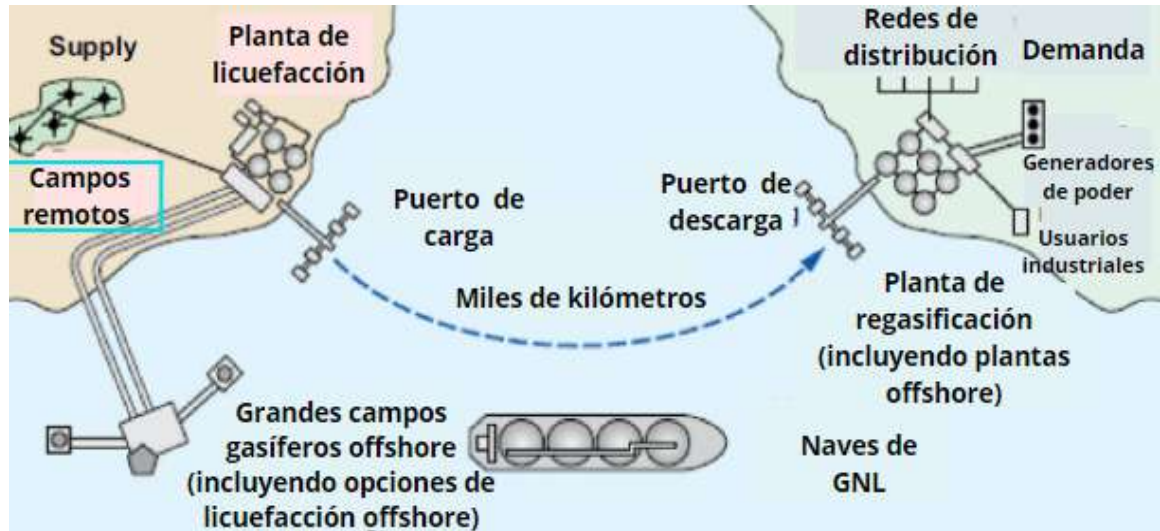 Supply
Planta de
licuefacción
Campos
remotos
Puerto de
carga
Miles de kilómetros
Grandes campos
gasíferos offshore
(incluyendo opciones de
licuefacción offshore)
Redes de
distribución
Demanda
Puerto de
descarga
Generadores
de poder
Usuarios
industriales
Planta de
regasificación
(incluyendo plantas
offshore)
Naves de
GNL